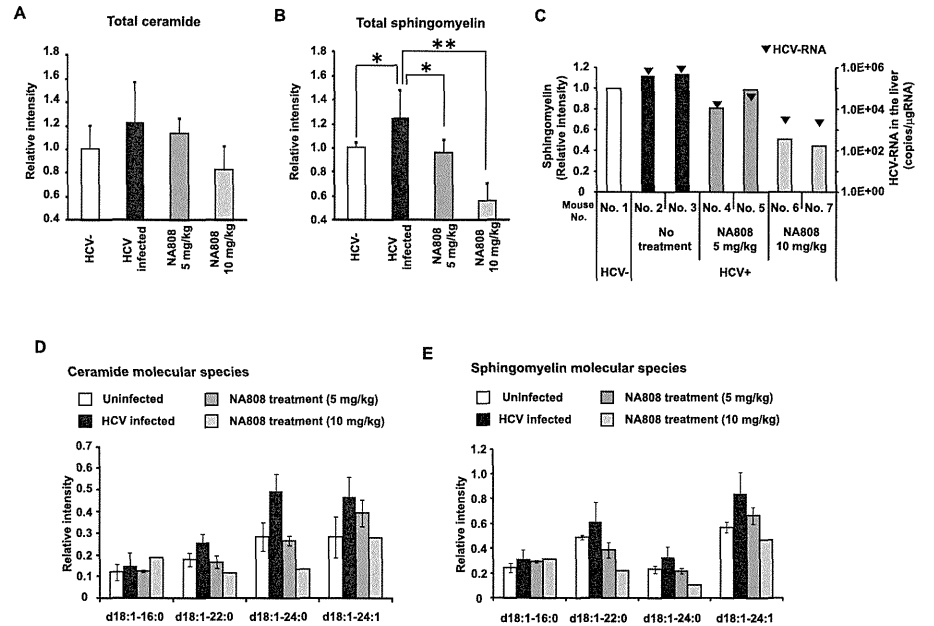 A
Total ceramide
Relative intensity
1.8
1.6
1.4
1.2
1.0
0.8
0.6
0.4
HCV-
HCV infected
NA808 5 mg/kg
NA808 10 mg/kg
B
Total sphingomyelin
Relative intensity
1.8
1.6
1.4
1.2
1.0
0.8
0.6
0.4
*
*
**
HCV-
HCV infected
NA808 5 mg/kg
NA808 10 mg/kg
C
▼HCV-RNA
Sphingomyelin
(Relative Intensity)
1.2
1.0
0.8
0.6
0.4
0.2
0
1.0E+06
1.0E+04
1.0E+02
1.0E+00
HCV-RNA in the liver
(copies/μgRNA)
Mouse No.
No. 1 No. 2 No. 3 No. 4 No. 5 No. 6 No. 7
No treatment
NA808 5 mg/kg
NA808 10 mg/kg
HCV-
HCV+
D
Ceramide molecular species
Uninfected
HCV infected
NA808 treatment (5 mg/kg)
NA808 treatment (10 mg/kg)
Relative intensity
0.7
0.6
0.5
0.4
0.3
0.2
0.1
0
d18:1-16:0 d18:1-22:0 d18:1-24:0 d18:1-24:1
E
Sphingomyelin molecular species
Uninfected
HCV Infected
NA808 treatment (5 mg/kg)
NA808 treatment (10 mg/kg)
Relative intensity
1.2
1.0
0.8
0.6
0.4
0.2
0
d18:1-16:0 d18:1-22:0 d18:1-24:0 d18:1-24:1